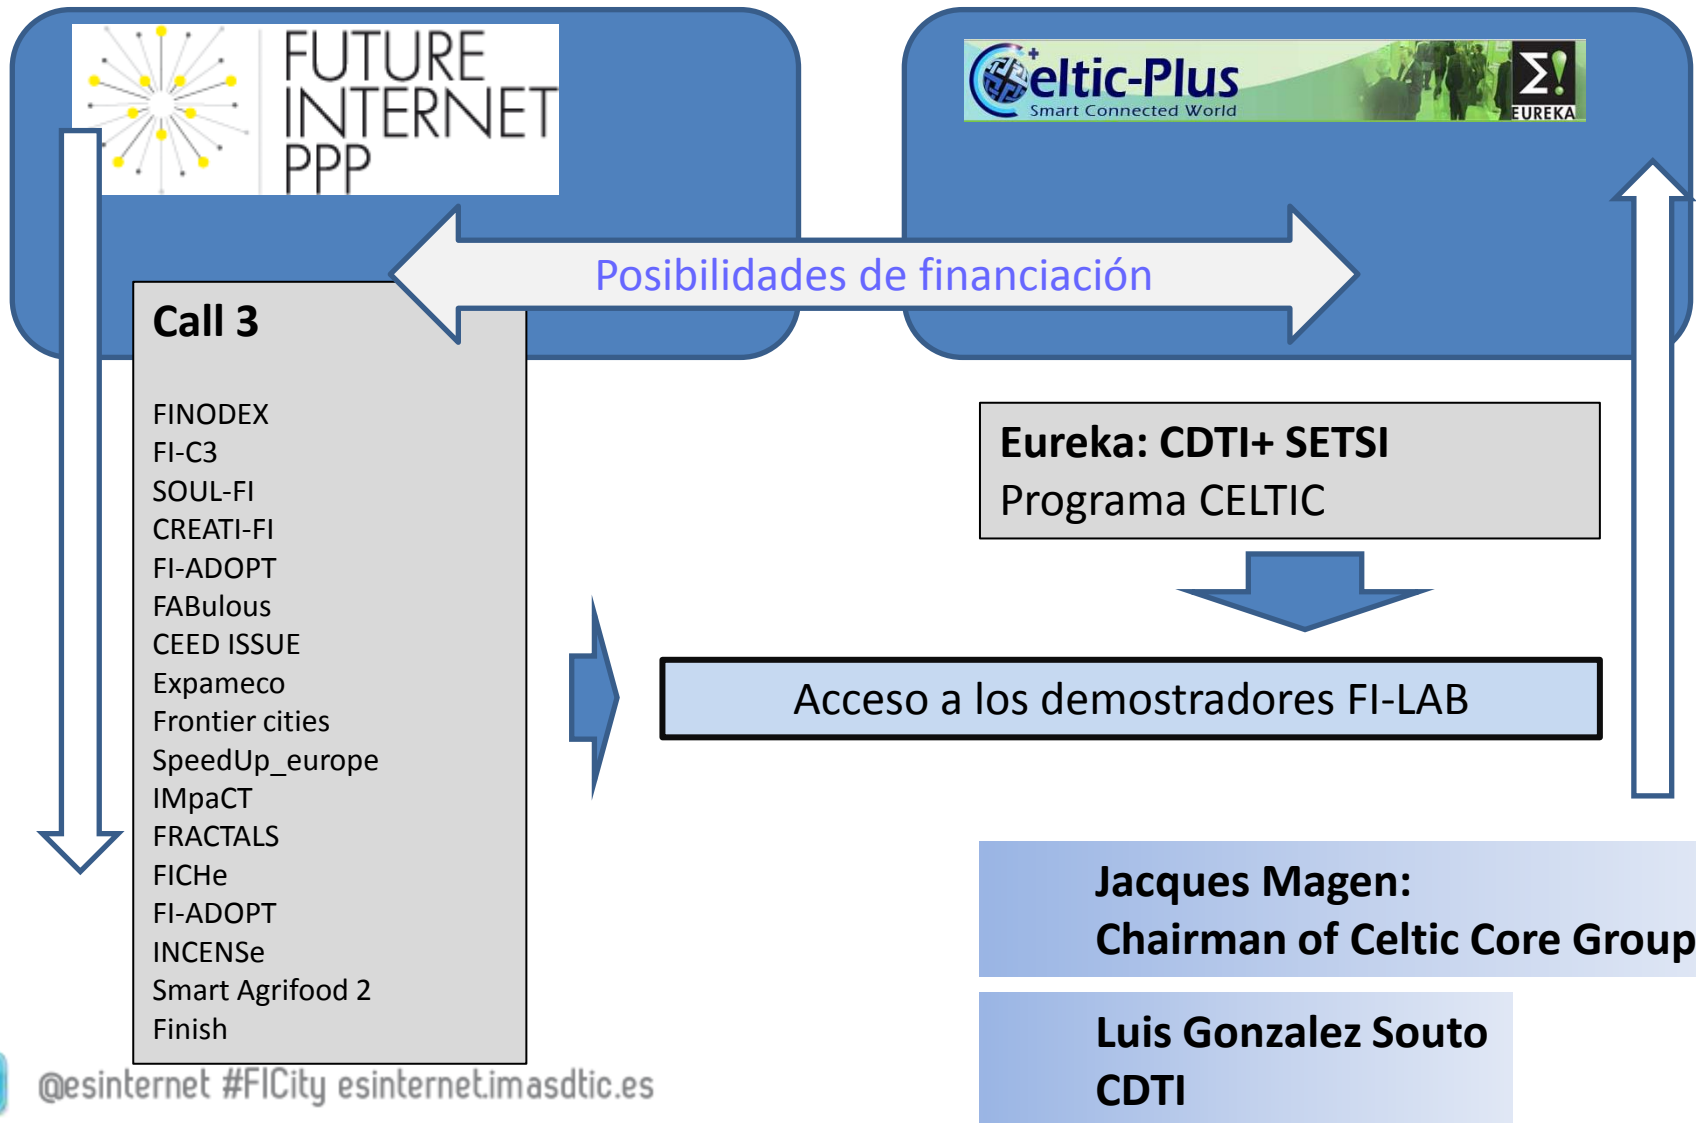 FUTURE
INTERNET
PPP
Celtic-Plus
Smart Connected World
Σ!
EUREKA
Posibilidades de financiación
Call 3
FINODEX
FI-C3
SOUL-FI
CREATI-FI
FI-ADOPT
FABulous
CEED ISSUE
Expameco
Frontier cities
SpeedUp_europe
IMpaCT
FRACTALS
FICHe
FI-ADOPT
INCENSe
Smart Agrifood 2
Finish
Eureka: CDTI+ SETSI
Programa CELTIC
Acceso a los demostradores FI-LAB
Jacques Magen:
Chairman of Celtic Core Group
Luis Gonzalez Souto
CDTI
@esinternet #FICity esinternet.imasdtic.es